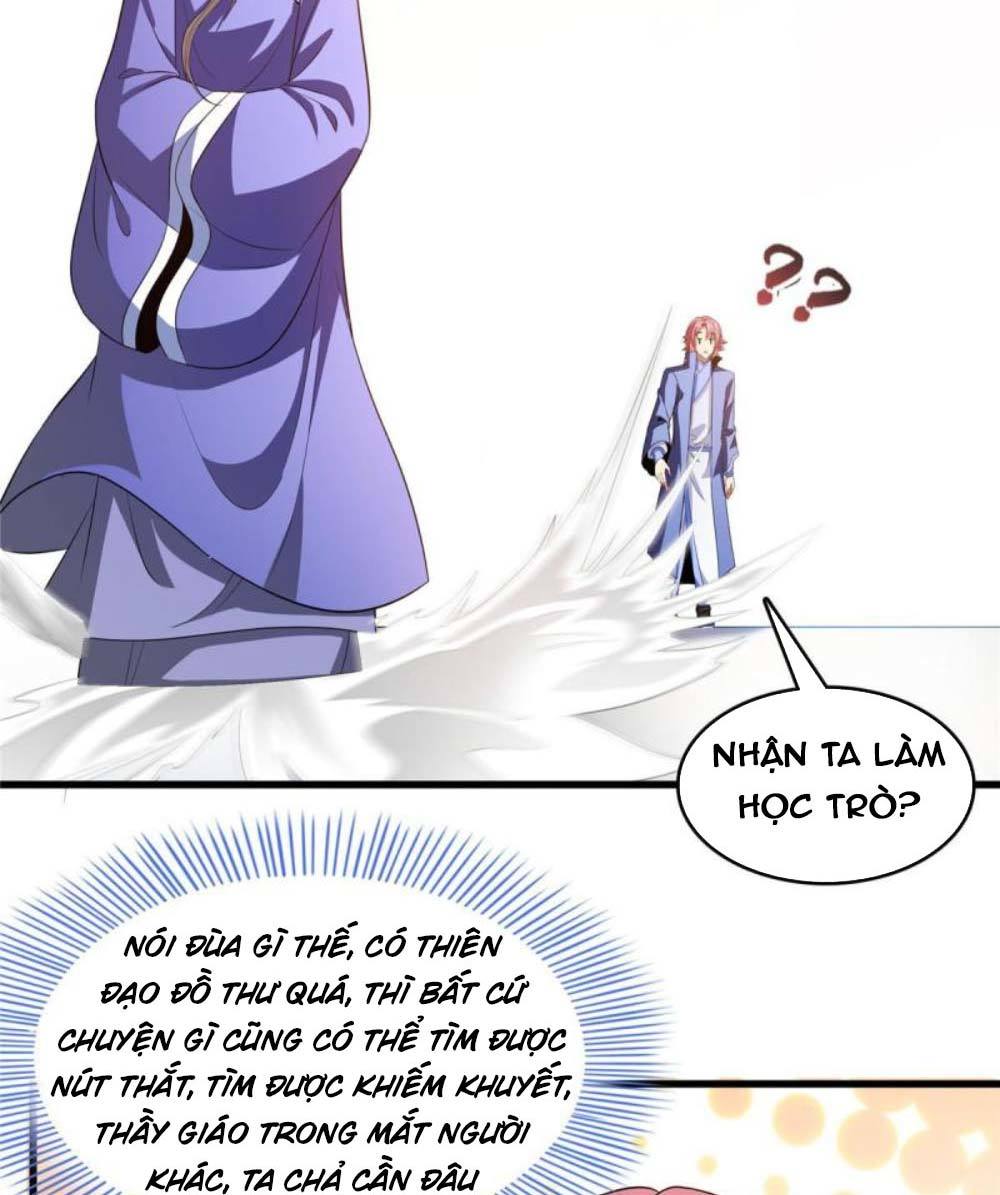 ??
NHẬN TA LÀM
HỌC TRÒ?
NÓI ĐÙA GÌ THẾ, CÓ THIÊN
ĐẠO ĐỒ THƯ QUÁ, THÌ BẤT CỨ
CHUYỆN GÌ CŨNG CÓ THỂ TÌM ĐƯỢC
NÚT THẮT, TÌM ĐƯỢC KHIẾM KHUYẾT,
THẦY GIÁO TRONG MẮT NGƯỜI
KHÁC, TA CHẢ CẦN ĐÂU